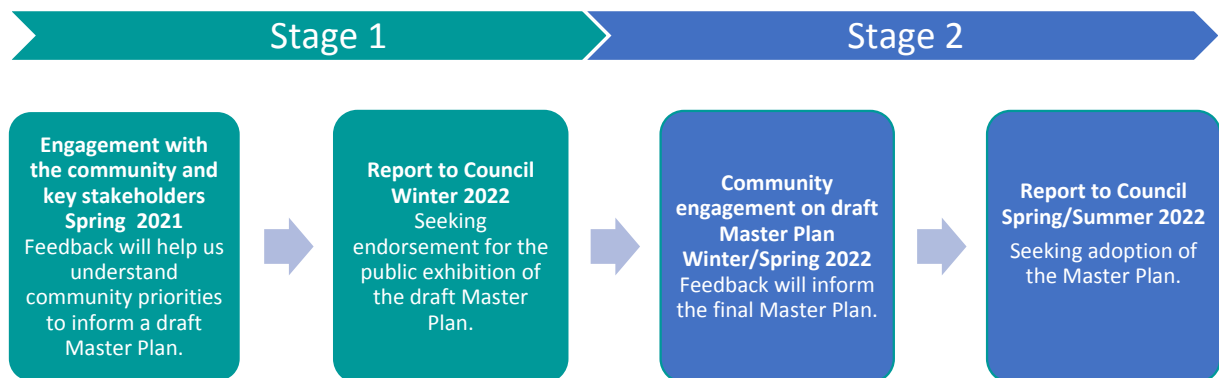 Stage 1
Stage 2
Engagement with
the community and
key stakeholders
Spring 2021
Feedback will help us
understand
community priorities
to inform a draft
Master Plan.
Report to Council
Winter 2022
Seeking
endorsement for the
public exhibition of
the draft Master
Plan.
Community
engagement on draft
Master Plan
Winter/Spring 2022
Feedback will inform
the final Master Plan.
Report to Council
Spring/Summer 2022
Seeking adoption of
the Master Plan.